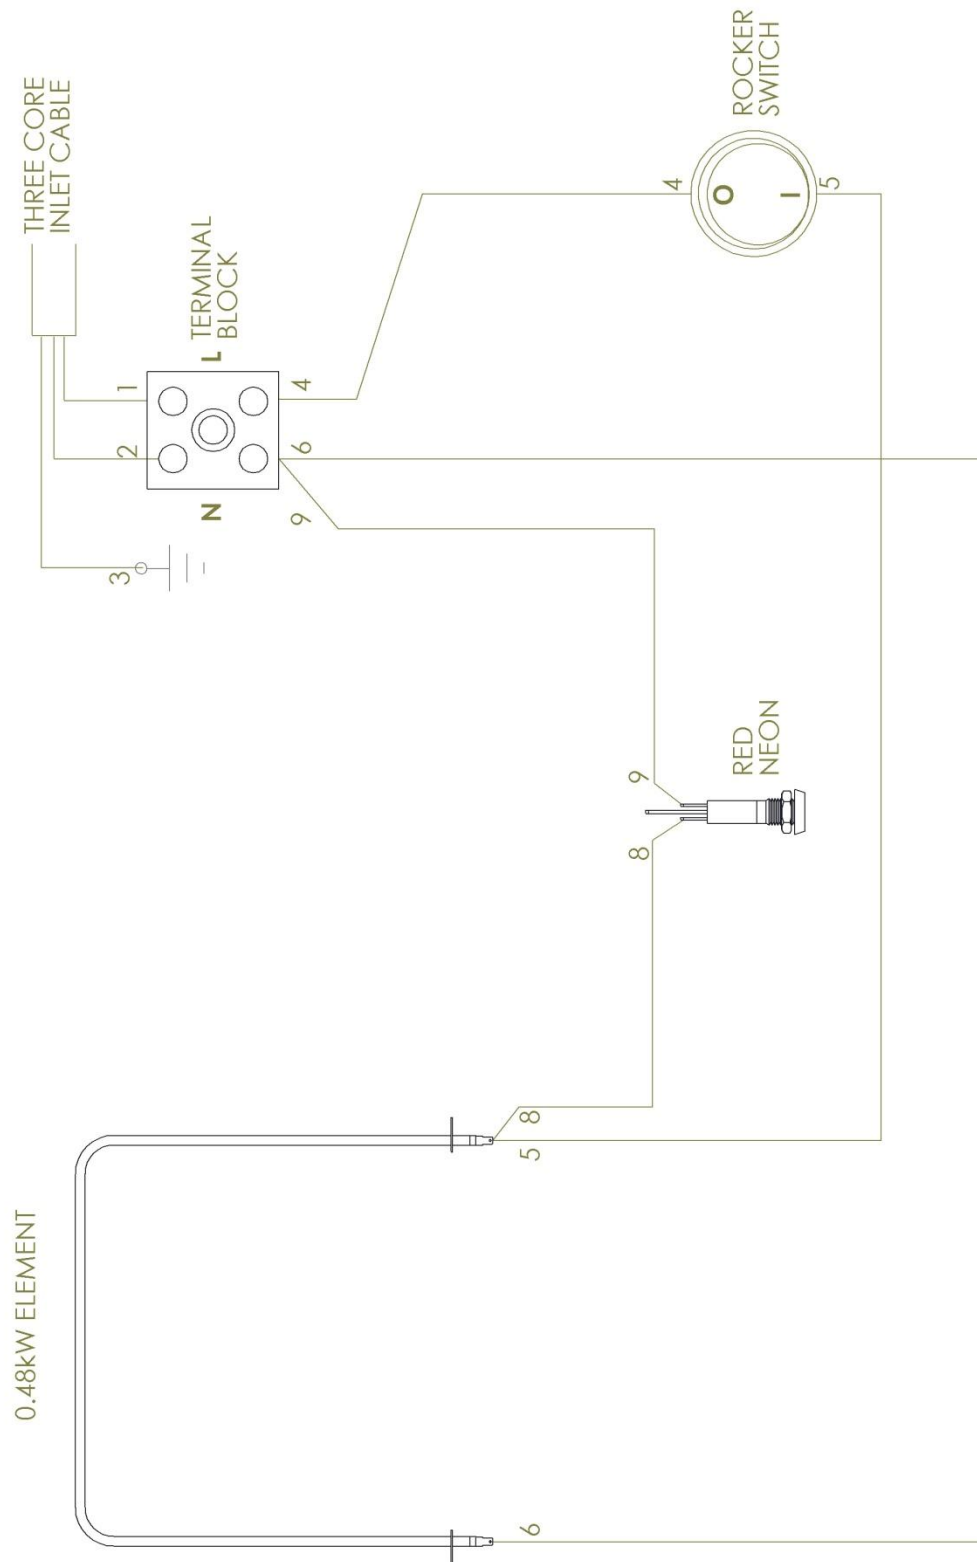 0.48kW ELEMENT
THREE CORE
INLET CABLE
3
2
1
N
L
TERMINAL
BLOCK
9
6
4
6
5
8
8
9
4
O
I
5
RED
NEON
ROCKER
SWITCH